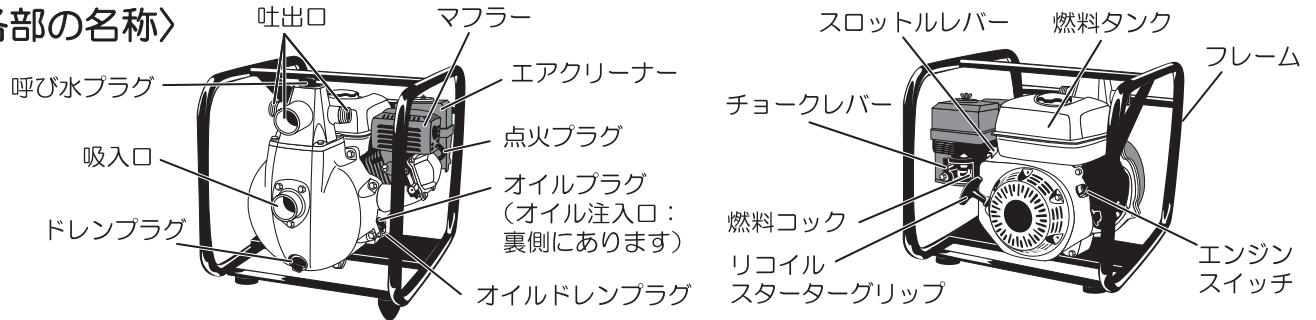 各部の名称〉
吐出口
マフラー
呼び水プラグ
エアクリーナー
点火プラグ
吸入口
オイルプラグ
（オイル注入口：
裏側にあります）
ドレンプラグ
オイルドレンプラグ
スロットルレバー
燃料タンク
フレーム
チョークレバー
燃料コック
リコイル
スターターグリップ
エンジン
スイッチ